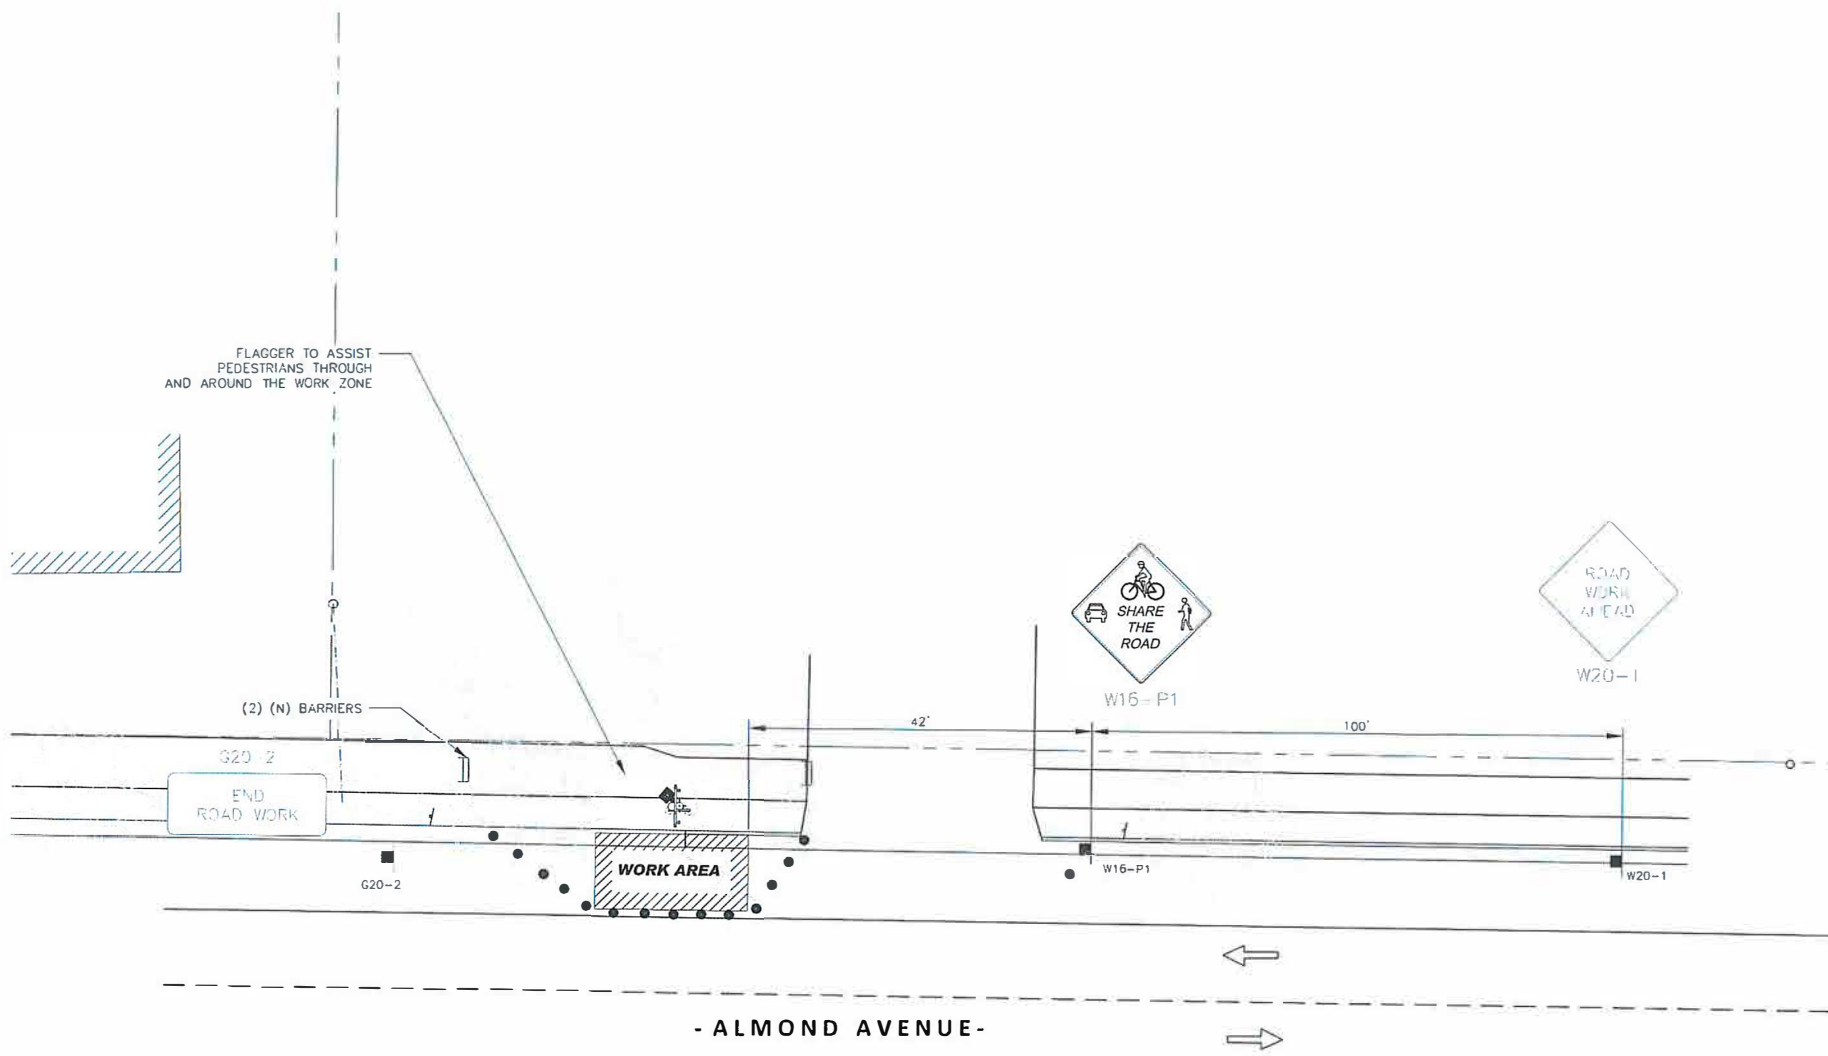 FLAGGER TO ASSIST
PEDESTRIANS THROUGH
AND AROUND THE WORK ZONE
SHARE
THE
ROAD
W16-P1
ROAD
WORK
AHEAD
W20-1
(2) (N) BARRIERS
42'
100'
G20-2
END
ROAD WORK
WORK AREA
G20-2
W16-P1
W20-1
- ALMOND AVENUE-